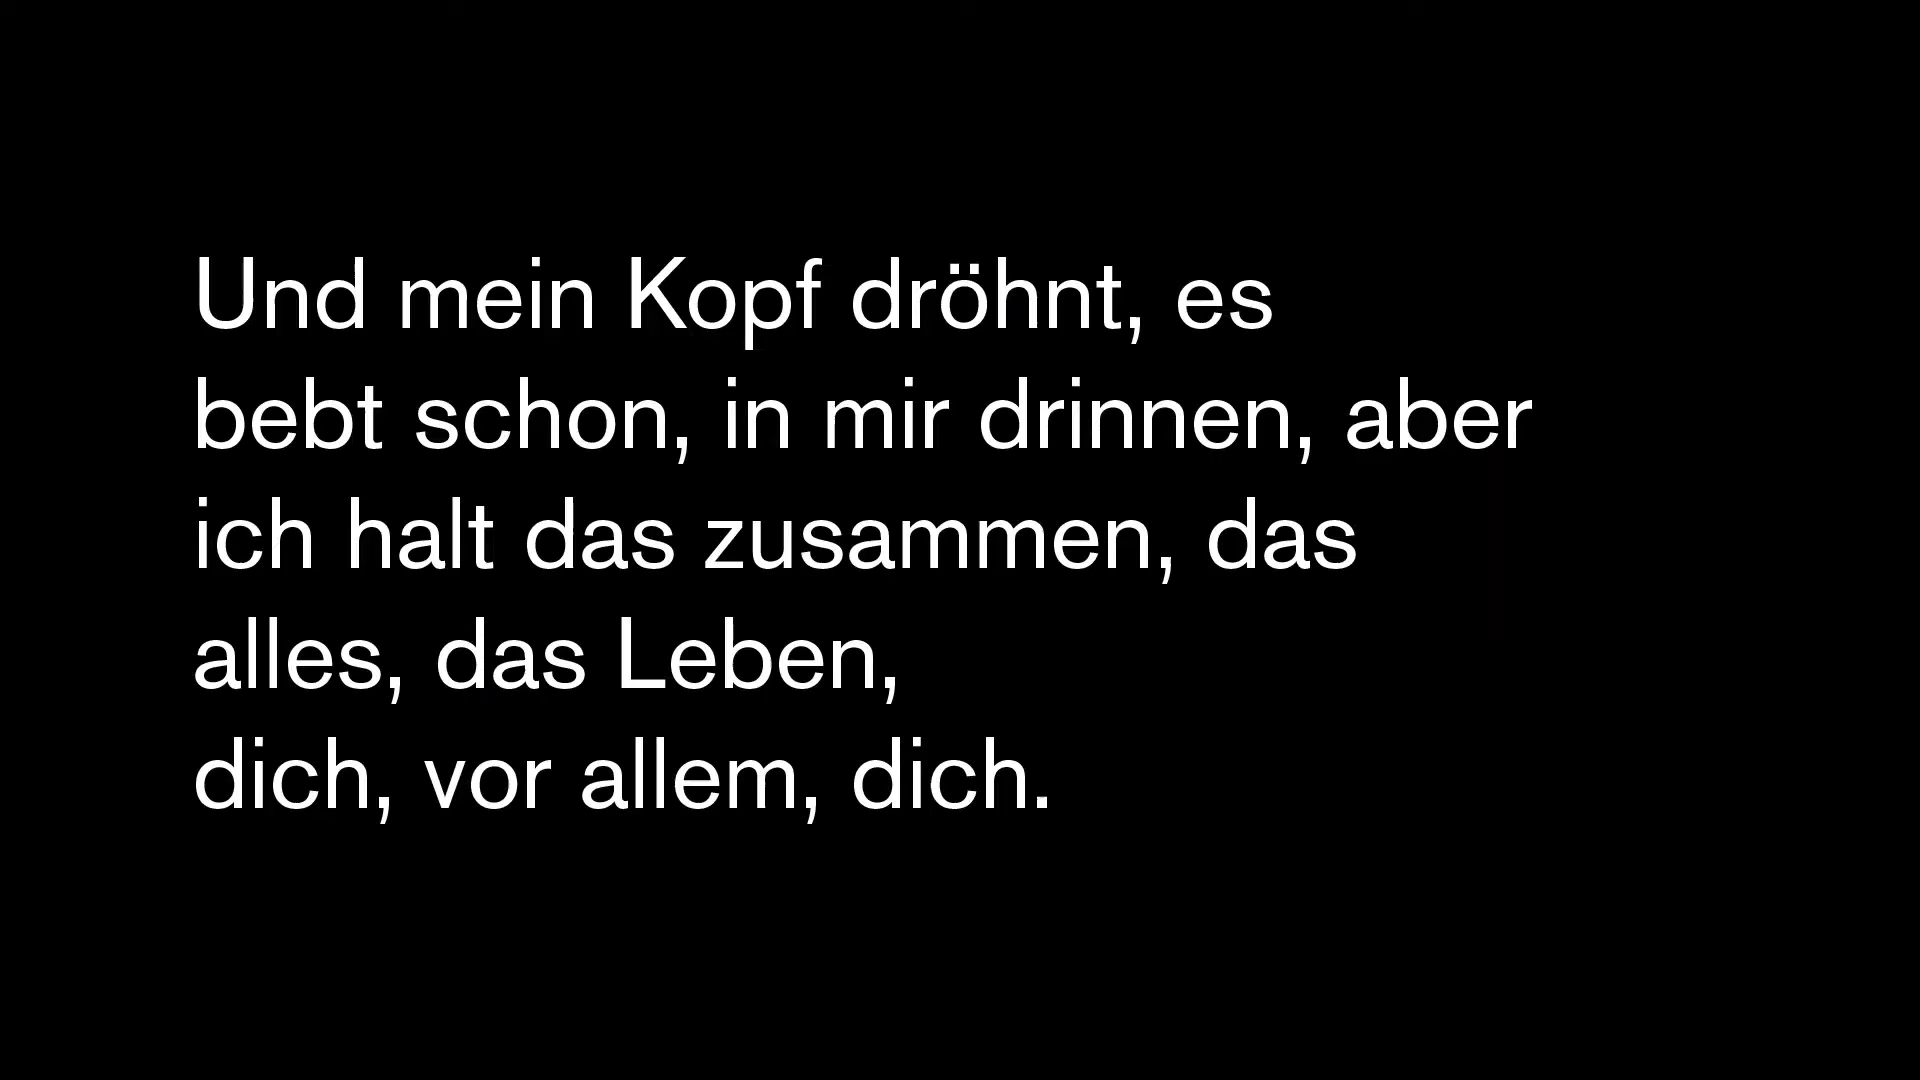 Und mein Kopf dröhnt, es
bebt schon, in mir drinnen, aber
ich halt das zusammen, das
alles, das Leben,
dich, vor allem, dich.